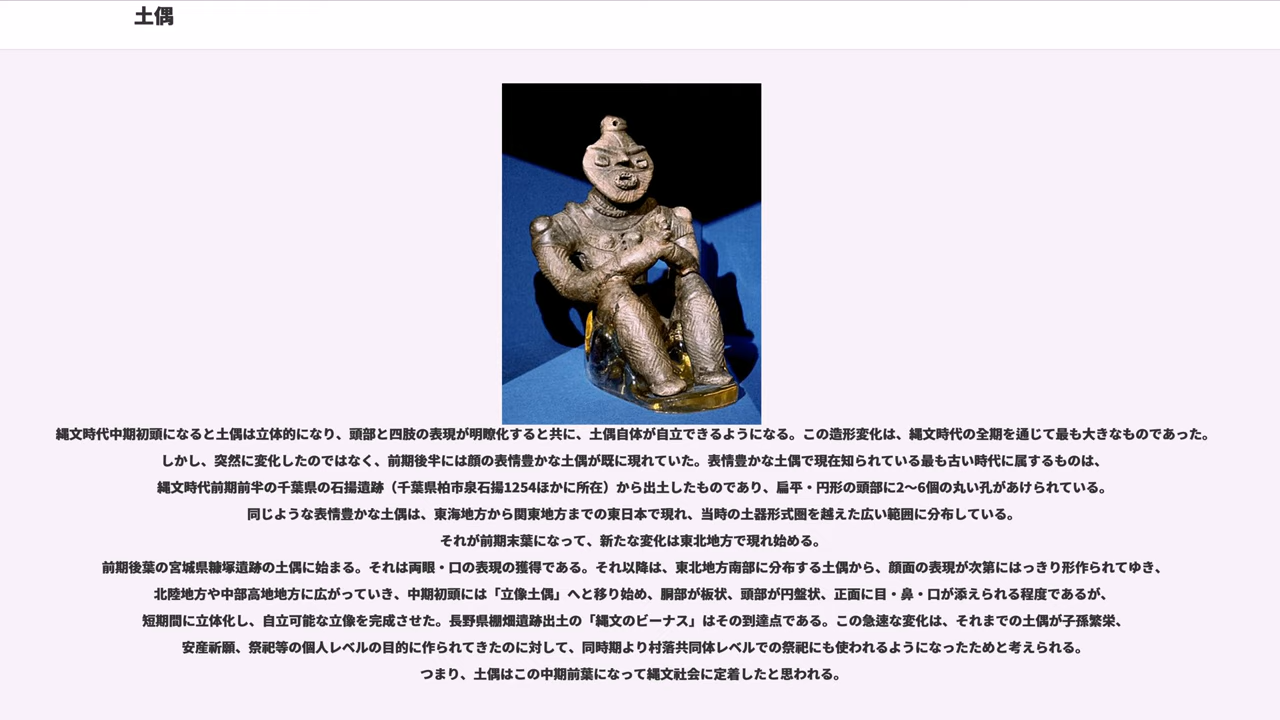 土偶
縄文時代中期初頭になると土偶は立体的になり、頭部と四肢の表現が明瞭化すると共に、土偶自体が自立できるようになる。この造形変化は、縄文時代の全期を通じて最も大きなものであった。
しかし、突然に変化したのではなく、前期後半には顔の表情豊かな土偶が既に現れていた。表情豊かな土偶で現在知られている最も古い時代に属するものは、
縄文時代前期前半の千葉県の石揚遺跡（千葉県柏市泉石揚1254ほかに所在）から出土したものであり、扁平・円形の頭部に2〜6個の丸い孔があけられている。
同じような表情豊かな土偶は、東海地方から関東地方までの東日本で現れ、当時の土器形式圏を越えた広い範囲に分布している。
それが前期末葉になって、新たな変化は東北地方で現れ始める。
前期後葉の宮城県糠塚遺跡の土偶に始まる。それは両眼・口の表現の獲得である。それ以降は、東北地方南部に分布する土偶から、顔面の表現が次第にはっきり形作られてゆき、
北陸地方や中部高地地方に広がっていき、中期初頭には「立像土偶」へと移り始め、胴部が板状、頭部が円盤状、正面に目・鼻・口が添えられる程度であるが、
短期間に立体化し、自立可能な立像を完成させた。長野県棚畑遺跡出土の「縄文のビーナス」はその到達点である。この急速な変化は、それまでの土偶が子孫繁栄、
安産祈願、祭祀等の個人レベルの目的に作られてきたのに対して、同時期より村落共同体レベルでの祭祀にも使われるようになったためと考えられる。
つまり、土偶はこの中期前葉になって縄文社会に定着したと思われる。